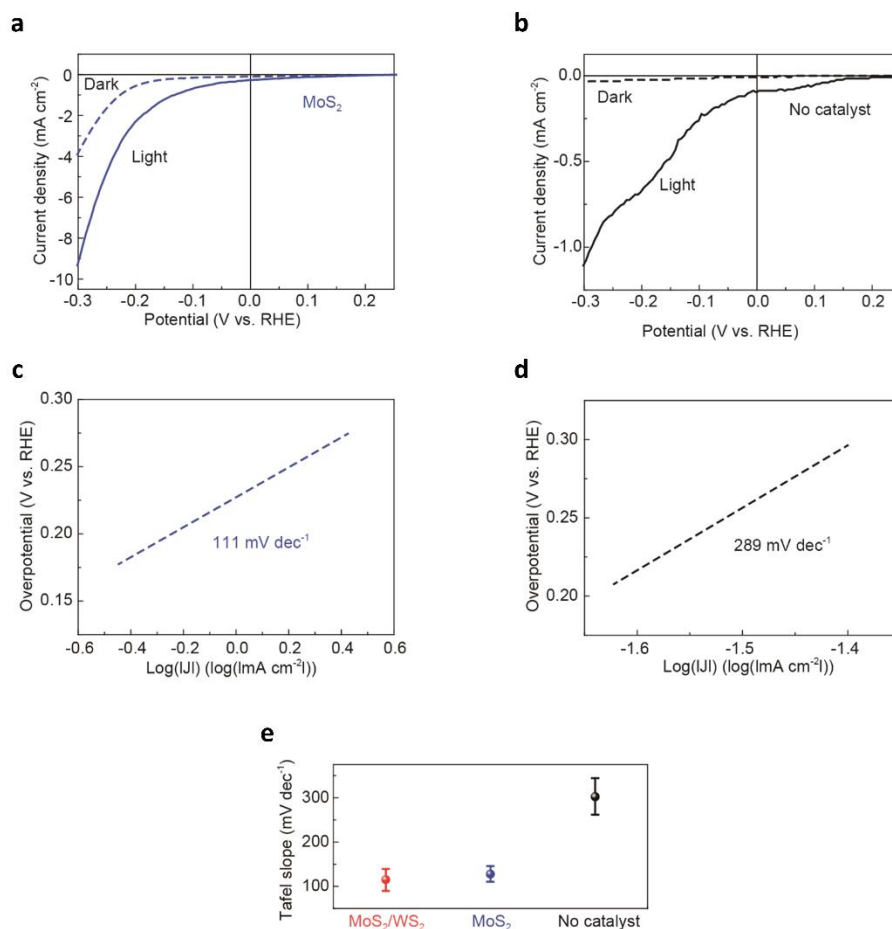 a
0
-2
-4
-6
-8
-10
Current density (mA cm⁻²)
Dark
MoS₂
Light
-0.3 -0.2 -0.1 0.0 0.1 0.2
Potential (V vs. RHE)
b
0.0
-0.5
-1.0
Current density (mA cm⁻²)
Dark
No catalyst
Light
-0.3 -0.2 -0.1 0.0 0.1 0.2
Potential (V vs. RHE)
c
0.30
0.25
0.20
0.15
Overpotential (V vs. RHE)
111 mV dec⁻¹
-0.6 -0.4 -0.2 0.0 0.2 0.4 0.6
Log(IJI) (log(ImA cm⁻²I))
d
0.30
0.25
0.20
Overpotential (V vs. RHE)
289 mV dec⁻¹
-1.6 -1.5 -1.4
Log(IJI) (log(ImA cm⁻²I))
e
300
200
100
Tafel slope (mV dec⁻¹)
MoS₂/WS₂ MoS₂ No catalyst